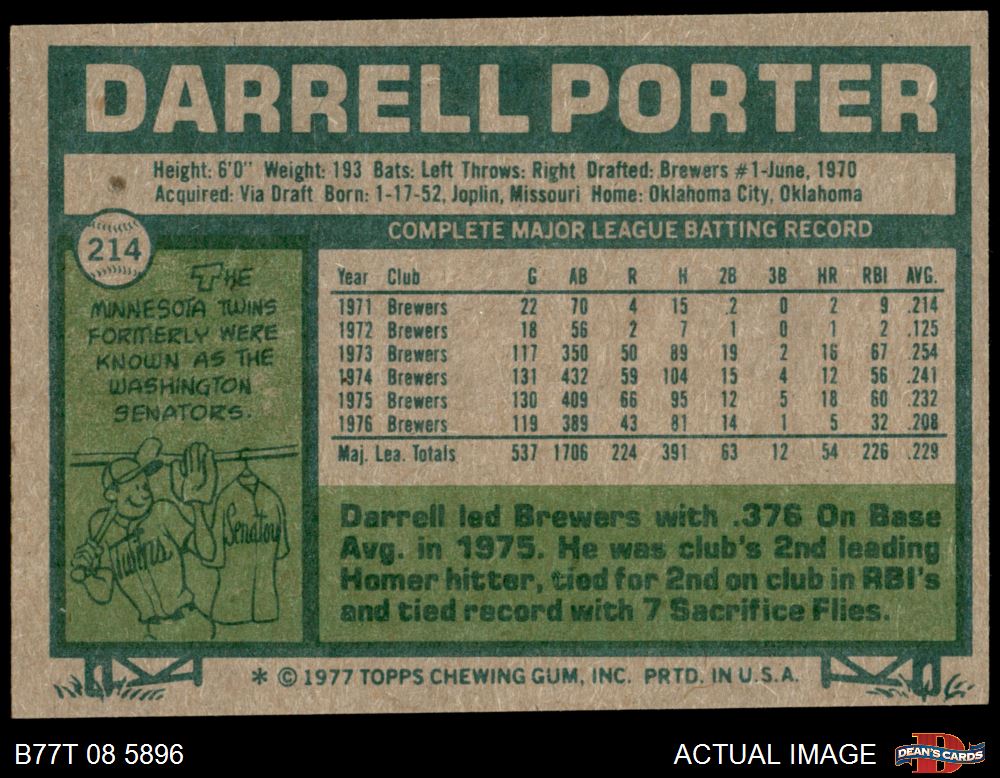 DARRELL PORTER
Height: 6'0" Weight: 193 Bats: Left Throws: Right Drafted: Brewers #1-June, 1970
Acquired: Via Draft Born: 1-17-52, Joplin, Missouri Home: Oklahoma City, Oklahoma
214
THE
MINNESOTA TWINS
FORMERLY WERE
KNOWN AS THE
WASHINGTON
SENATORS.
Twins
Senators
COMPLETE MAJOR LEAGUE BATTING RECORD
Year Club G AB R H 2B 3B HR RBI AVG.
1971 Brewers 22 70 4 15 2 0 2 9 .214
1972 Brewers 18 56 2 7 1 0 1 2 .125
1973 Brewers 117 350 50 89 19 2 16 67 .254
1974 Brewers 131 432 59 104 15 4 12 56 .241
1975 Brewers 130 409 66 95 12 5 18 60 .232
1976 Brewers 119 389 43 81 14 1 5 32 .208
Maj. Lea. Totals 537 1706 224 391 63 12 54 226 .229
Darrell led Brewers with .376 On Base
Avg. in 1975. He was club's 2nd leading
Homer hitter, tied for 2nd on club in RBI's
and tied record with 7 Sacrifice Flies.
* © 1977 TOPPS CHEWING GUM, INC. PRTD. IN U.S.A.
B77T 08 5896
ACTUAL IMAGE
DEAN'S CARDS